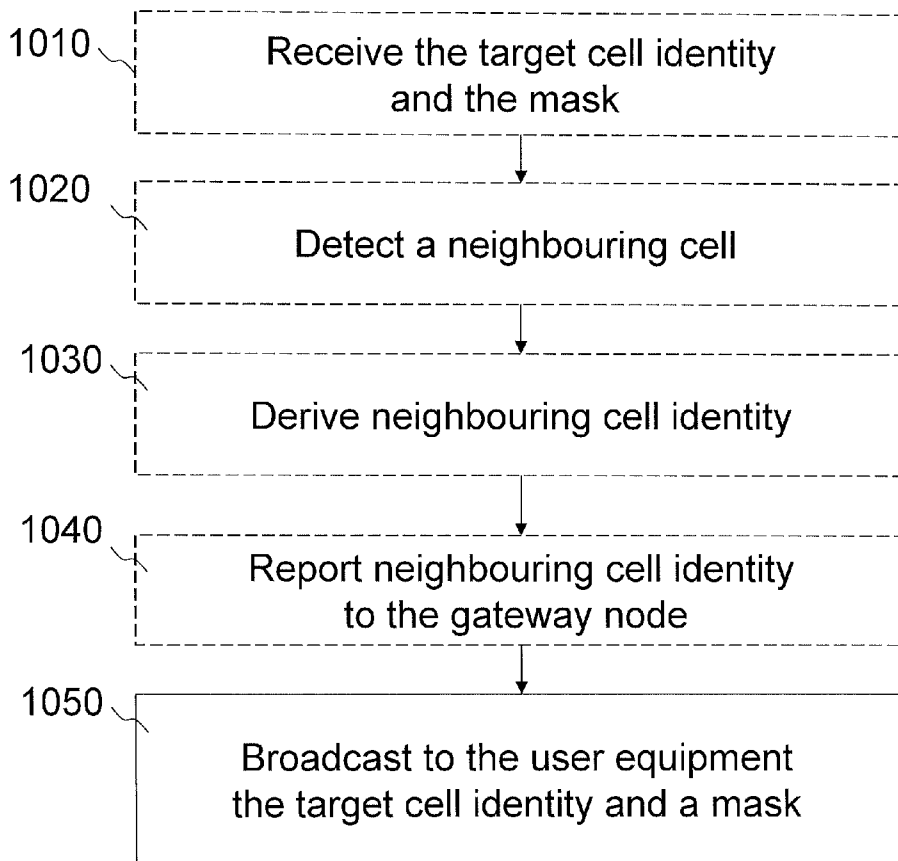 1010
Receive the target cell identity
and the mask
1020
Detect a neighbouring cell
1030
Derive neighbouring cell identity
1040
Report neighbouring cell identity
to the gateway node
1050
Broadcast to the user equipment
the target cell identity and a mask